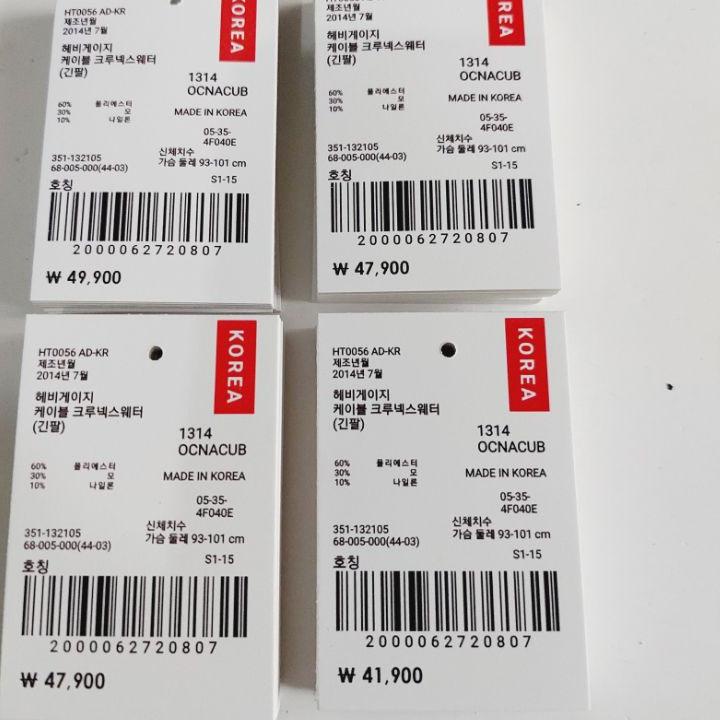 HT0056 AD-KR
제조년월
2014년 7월
KOREA
헤비게이지
케이블 크루넥스웨터
(긴팔)
1314
OCNACUB
60% 폴리에스터
30% 모
10% 나일론
MADE IN KOREA
05-35-
4F040E
351-132105
68-005-000(44-03)
신체치수
가슴 둘레 93-101 cm
S1-15
호칭
2000062720807
₩ 49,900
제조년월
2014년 7월
KOREA
헤비게이지
케이블 크루넥스웨터
(긴팔)
1314
OCNACUB
60% 폴리에스터
30% 모
10% 나일론
MADE IN KOREA
05-35-
4F040E
351-132105
68-005-000(44-03)
신체치수
가슴 둘레 93-101 cm
S1-15
호칭
2000062720807
₩ 47,900
HT0056 AD-KR
제조년월
2014년 7월
KOREA
헤비게이지
케이블 크루넥스웨터
(긴팔)
1314
OCNACUB
60% 폴리에스터
30% 모
10% 나일론
MADE IN KOREA
05-35-
4F040E
351-132105
68-005-000(44-03)
신체치수
가슴 둘레 93-101 cm
S1-15
호칭
2000062720807
₩ 47,900
HT0056 AD-KR
제조년월
2014년 7월
KOREA
헤비게이지
케이블 크루넥스웨터
(긴팔)
1314
OCNACUB
60% 폴리에스터
30% 모
10% 나일론
MADE IN KOREA
05-35-
4F040E
351-132105
68-005-000(44-03)
신체치수
가슴 둘레 93-101 cm
S1-15
호칭
2000062720807
₩ 41,900